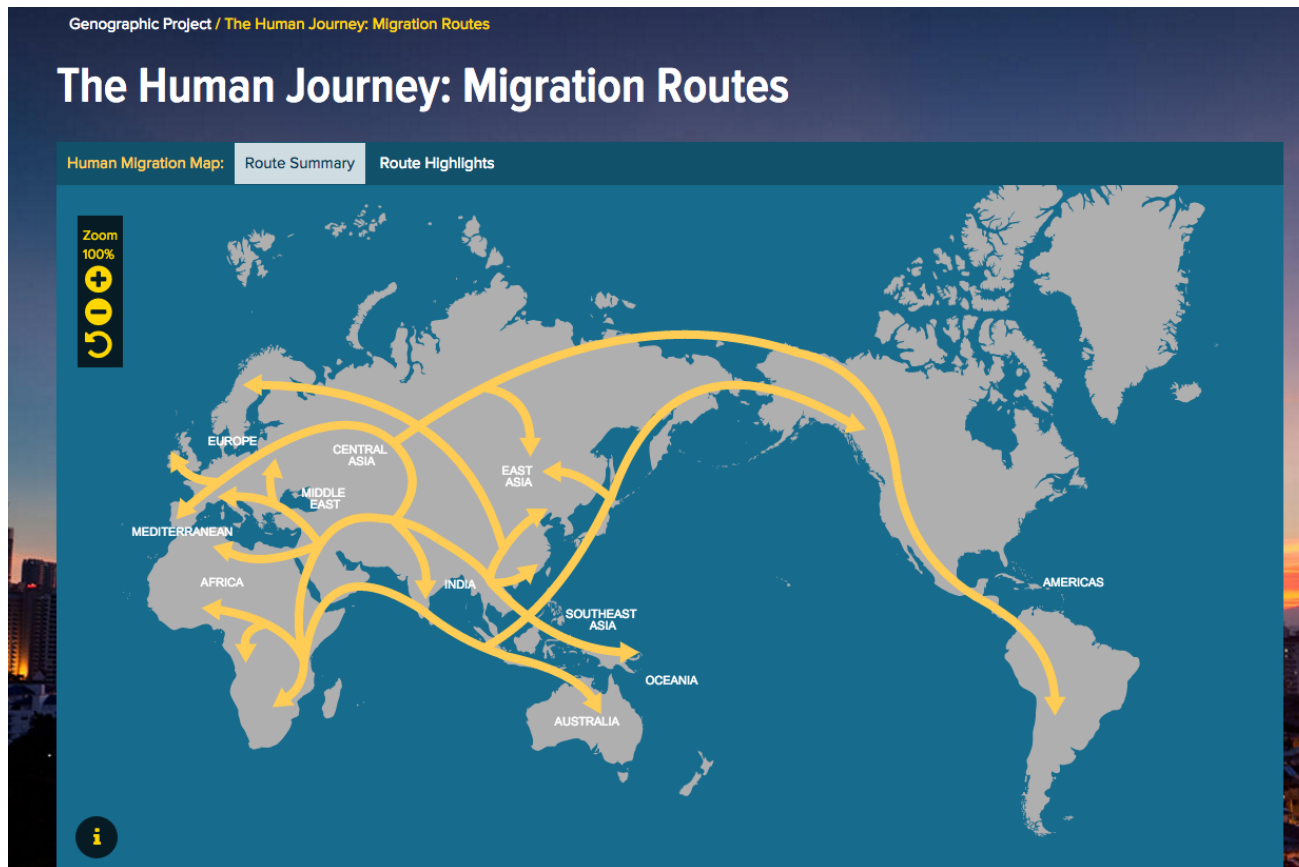 Genographic Project / The Human Journey: Migration Routes
The Human Journey: Migration Routes
Human Migration Map: Route Summary Route Highlights
Zoom
100%
EUROPE
CENTRAL
ASIA
EAST
ASIA
MIDDLE
EAST
MEDITERRANEAN
AFRICA
INDIA
AMERICAS
SOUTHEAST
ASIA
OCEANIA
AUSTRALIA
i